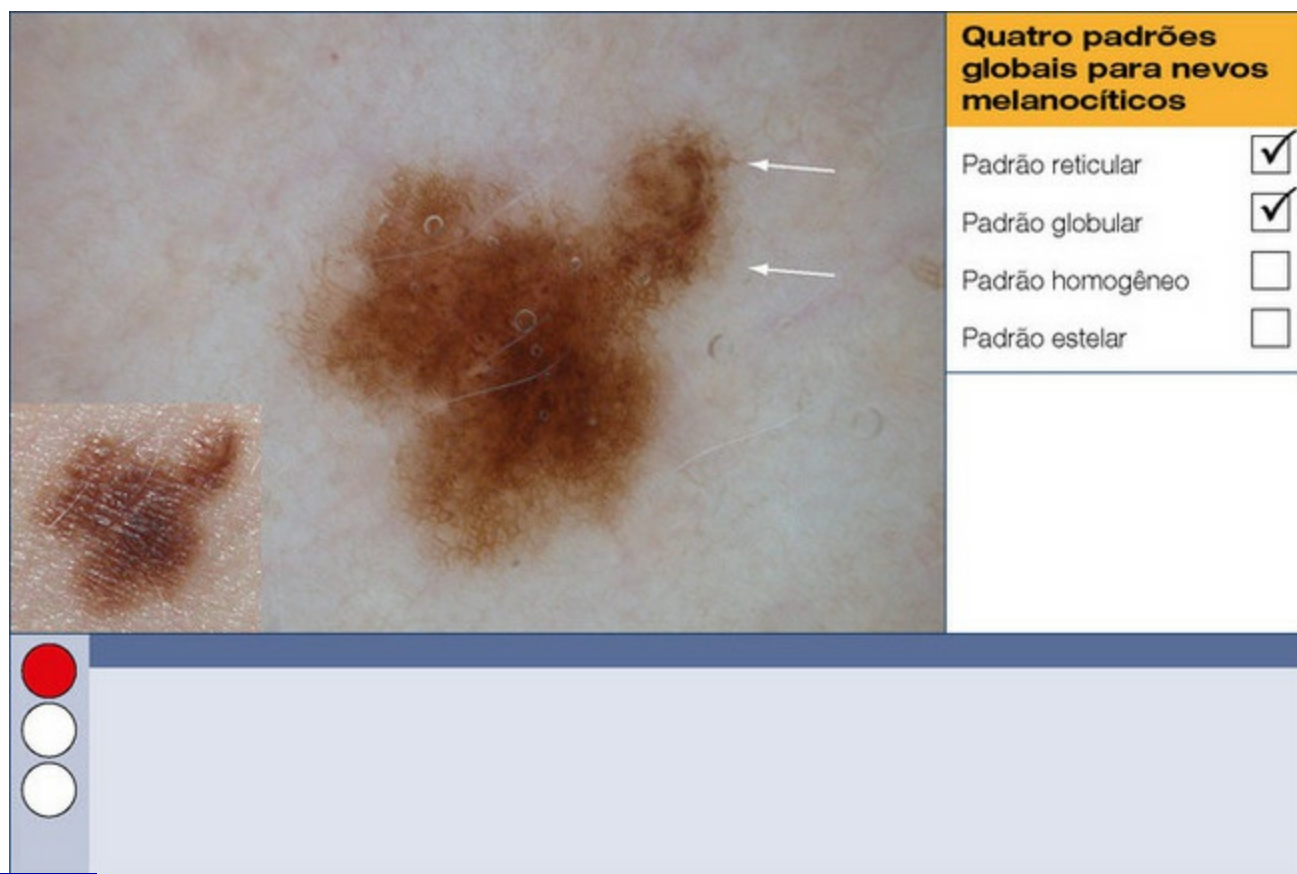 Quatro padrões
globais para nevos
melanocíticos
Padrão reticular
Padrão globular
Padrão homogêneo
Padrão estelar